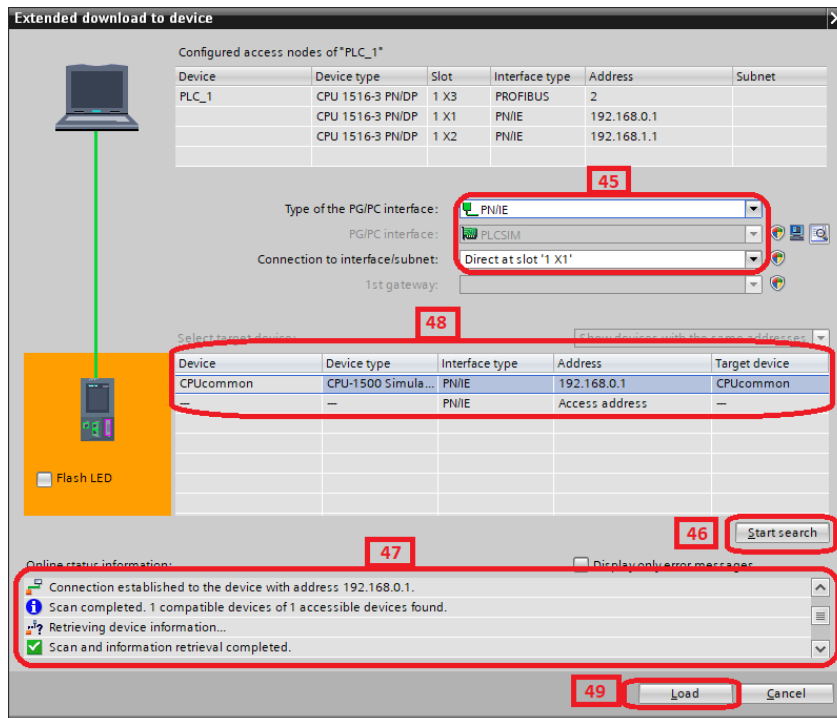 Extended download to device
Configured access nodes of "PLC_1"
Device Device type Slot Interface type Address Subnet
PLC_1 CPU 1516-3 PN/DP 1 X3 PROFIBUS 2
CPU 1516-3 PN/DP 1 X1 PN/IE 192.168.0.1
CPU 1516-3 PN/DP 1 X2 PN/IE 192.168.1.1
45
Type of the PG/PC interface: PN/IE
PG/PC interface: PLCSIM
Connection to interface/subnet: Direct at slot '1 X1'
1st gateway:
48
Select target device: Show devices with the same addresses
Device Device type Interface type Address Target device
CPUcommon CPU-1500 Simula... PN/IE 192.168.0.1 CPUcommon
— — PN/IE Access address —
Flash LED
46 Start search
47
Online status information: Display only error messages
Connection established to the device with address 192.168.0.1.
Scan completed. 1 compatible devices of 1 accessible devices found.
Retrieving device information...
Scan and information retrieval completed.
49 Load Cancel